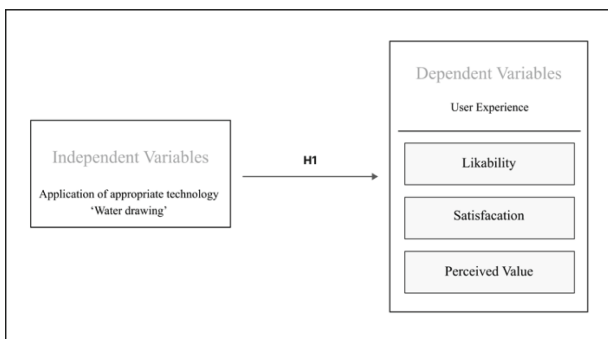 Independent Variables
Application of appropriate technology
‘Water drawing’
H1
Dependent Variables
User Experience
Likability
Satisfacation
Perceived Value